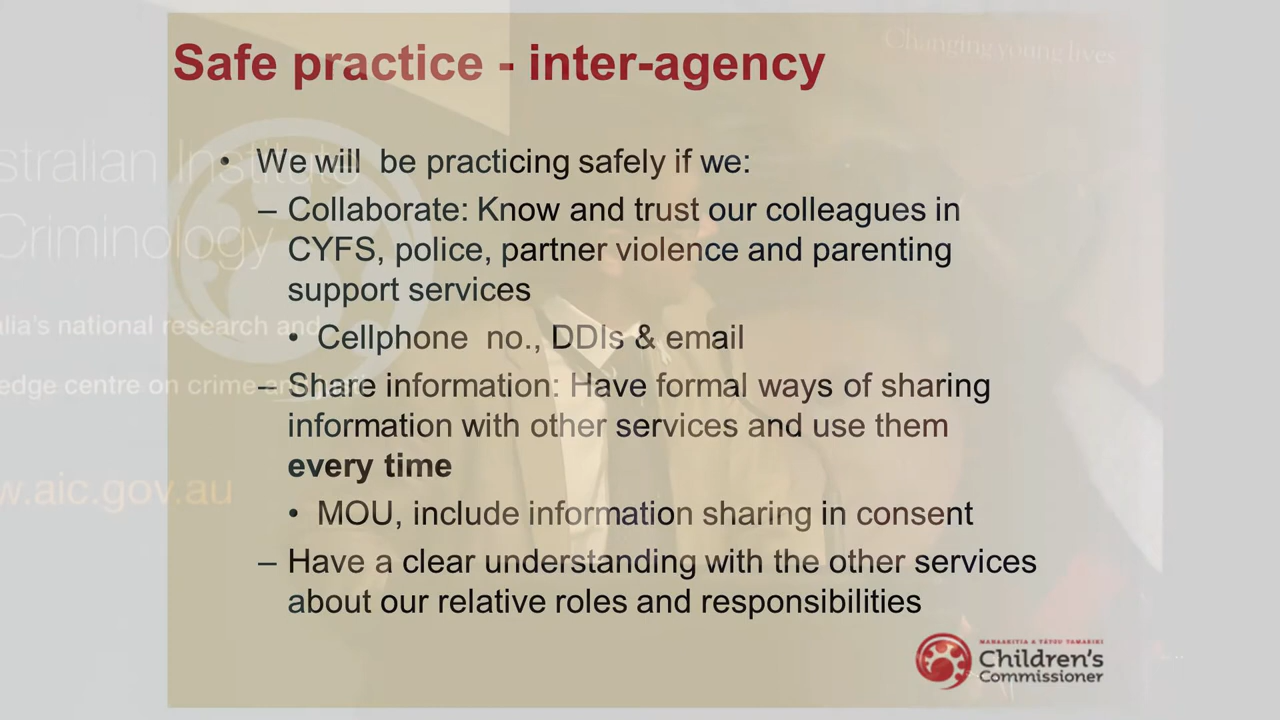 Changing young lives
Safe practice - inter-agency
• We will be practicing safely if we:
– Collaborate: Know and trust our colleagues in
CYFS, police, partner violence and parenting
support services
• Cellphone no., DDIs & email
– Share information: Have formal ways of sharing
information with other services and use them
every time
• MOU, include information sharing in consent
– Have a clear understanding with the other services
about our relative roles and responsibilities
MANAAKITIA A TĀTOU TAMARIKI
Children's
Commissioner
stralian Institute
Criminology
alia's national research and
edge centre on crime and
w.aic.gov.au